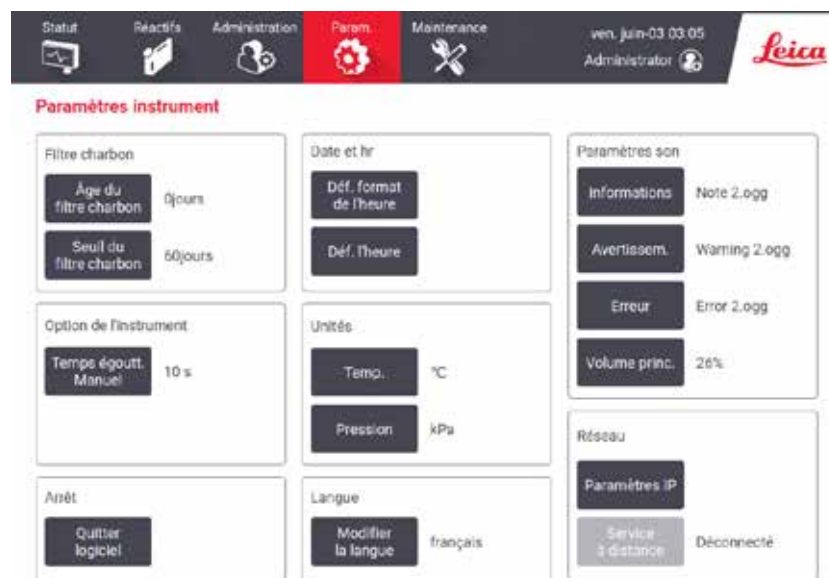 Statut
Réactifs
Administration
Param.
Maintenance
ven. juin-03 03:05
Administrator
Leica
Paramètres instrument
Filtre charbon
Âge du
filtre charbon
0jours
Seuil du
filtre charbon
60jours
Option de l'instrument
Temps égoutt.
Manuel
10 s
Arrêt
Quitter
logiciel
Date et hr
Déf. format
de l'heure
Déf. l'heure
Unités
Temp.
°C
Pression
kPa
Langue
Modifier
la langue
français
Paramètres son
Informations
Note 2.ogg
Avertissem.
Warning 2.ogg
Erreur
Error 2.ogg
Volume princ.
26%
Réseau
Paramètres IP
Service
à distance
Déconnecté